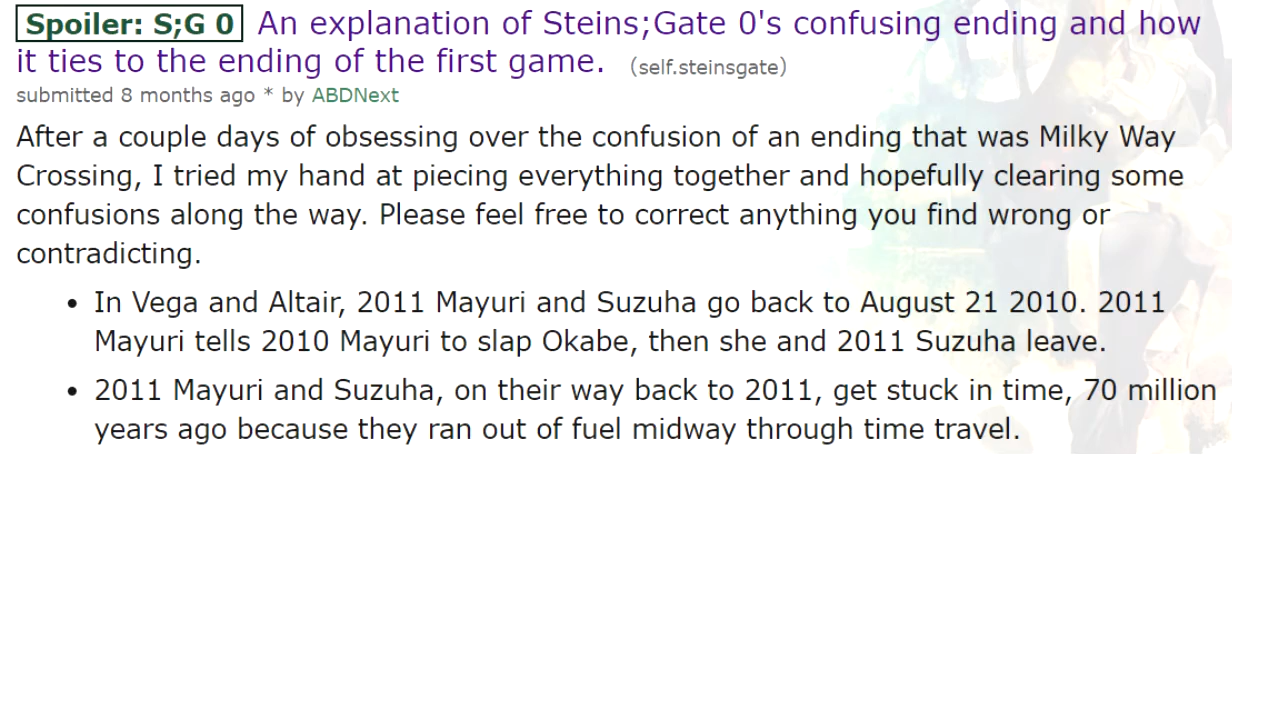 Spoiler: S;G 0 An explanation of Steins;Gate 0's confusing ending and how
it ties to the ending of the first game. (self.steinsgate)
submitted 8 months ago * by ABDNext
After a couple days of obsessing over the confusion of an ending that was Milky Way
Crossing, I tried my hand at piecing everything together and hopefully clearing some
confusions along the way. Please feel free to correct anything you find wrong or
contradicting.
• In Vega and Altair, 2011 Mayuri and Suzuha go back to August 21 2010. 2011
Mayuri tells 2010 Mayuri to slap Okabe, then she and 2011 Suzuha leave.
• 2011 Mayuri and Suzuha, on their way back to 2011, get stuck in time, 70 million
years ago because they ran out of fuel midway through time travel.